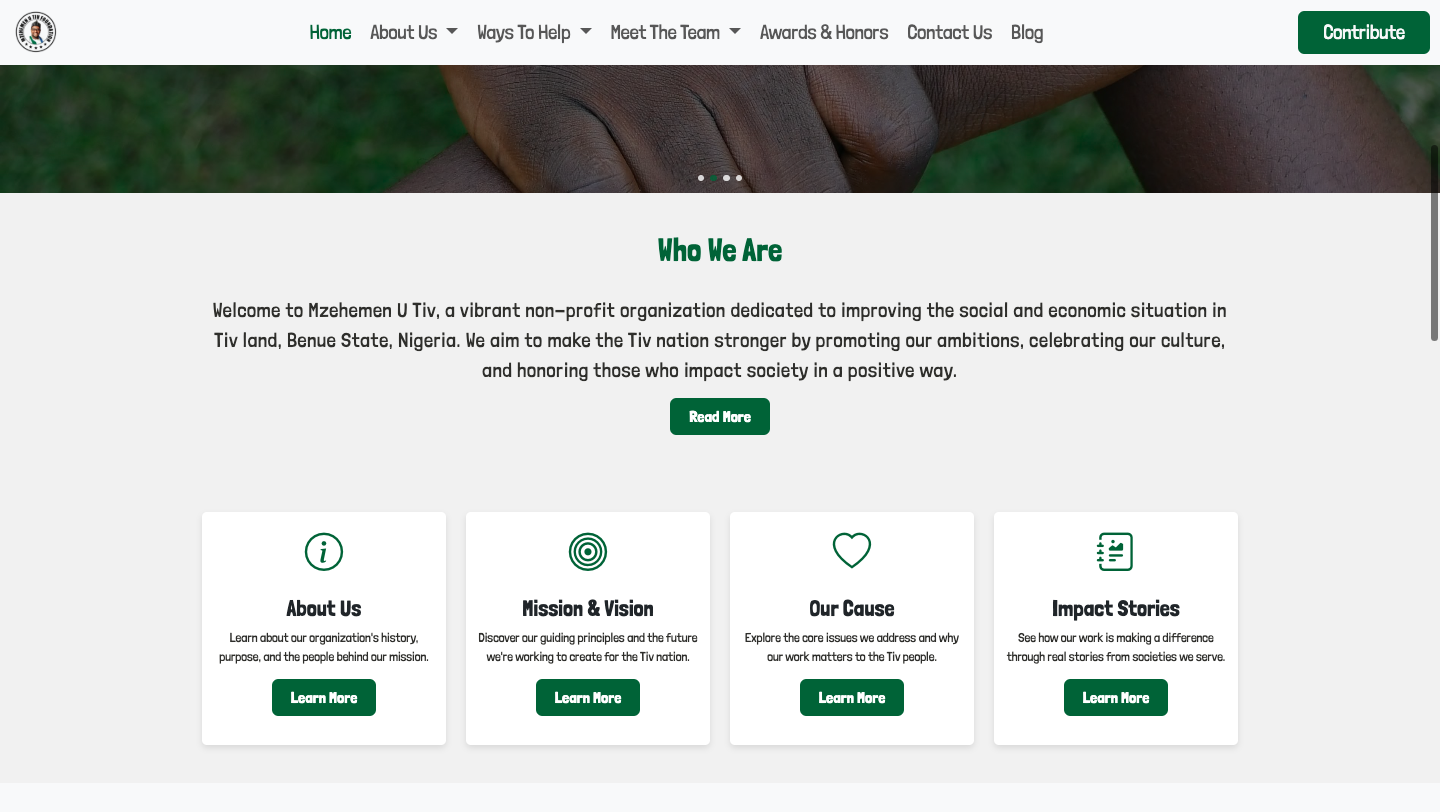 Home About Us Ways To Help Meet The Team Awards & Honors Contact Us Blog Contribute
Who We Are
Welcome to Mzehemen U Tiv, a vibrant non-profit organization dedicated to improving the social and economic situation in
Tiv land, Benue State, Nigeria. We aim to make the Tiv nation stronger by promoting our ambitions, celebrating our culture,
and honoring those who impact society in a positive way.
Read More
About Us
Learn about our organization's history,
purpose, and the people behind our mission.
Learn More
Mission & Vision
Discover our guiding principles and the future
we're working to create for the Tiv nation.
Learn More
Our Cause
Explore the core issues we address and why
our work matters to the Tiv people.
Learn More
Impact Stories
See how our work is making a difference
through real stories from societies we serve.
Learn More